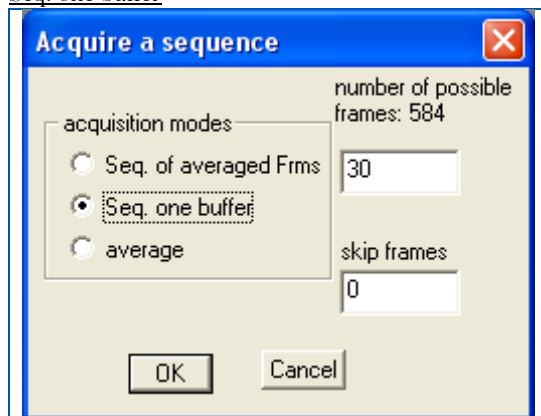 Seq. one buffer
Acquire a sequence
number of possible
frames: 584
acquisition modes
Seq. of averaged Frms
30
Seq. one buffer
average
skip frames
0
OK
Cancel